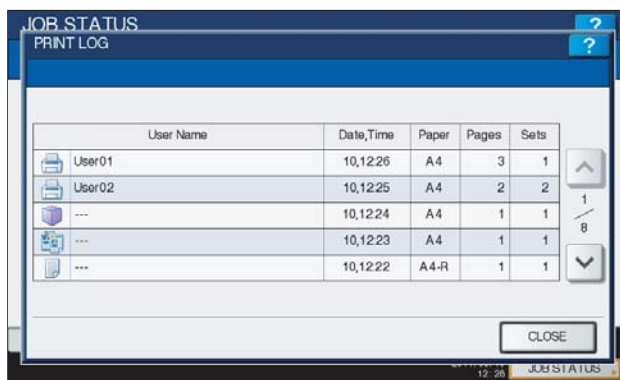 JOB STATUS ?
PRINT LOG ?
User Name Date,Time Paper Pages Sets
User01 10,12:26 A4 3 1
User02 10,12:25 A4 2 2
--- 10,12:24 A4 1 1
--- 10,12:23 A4 1 1
--- 10,12:22 A4-R 1 1
1
8
CLOSE
12:26 JOB STATUS